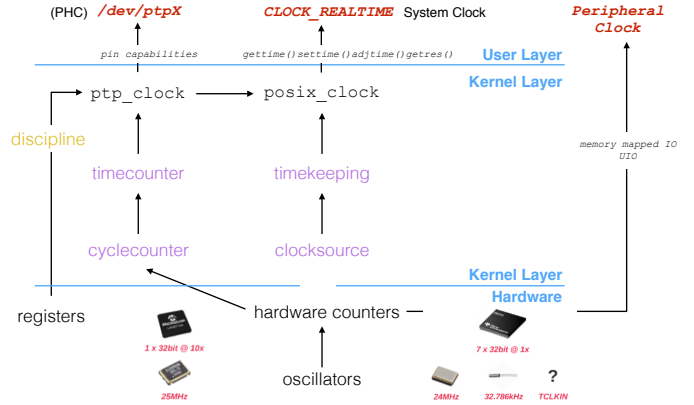 (PHC) /dev/ptpX
CLOCK_REALTIME System Clock
Peripheral
Clock
pin capabilities
gettime()settime()adjtime()getres()
User Layer
Kernel Layer
ptp_clock
posix_clock
discipline
memory mapped IO
UIO
timecounter
timekeeping
cyclecounter
clocksource
Kernel Layer
Hardware
registers
hardware counters
1 x 32bit @ 10x
7 x 32bit @ 1x
oscillators
?
25MHz
24MHz
32.786kHz
TCLKIN